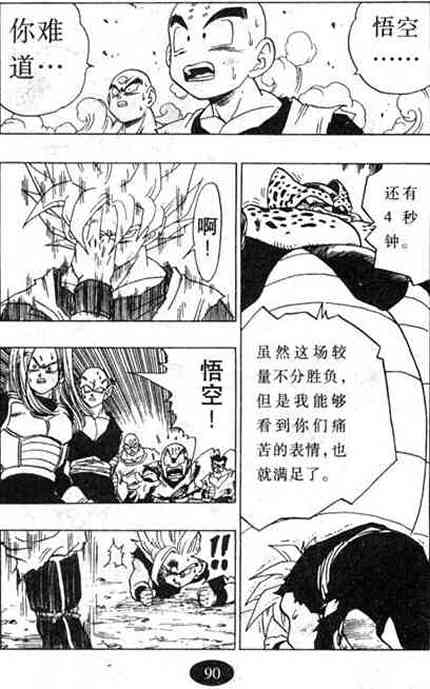 悟空
……
你难
道…
还有
4秒
钟。
虽然这场较
量不分胜负，
但是我能够
看到你们痛
苦的表情，也
就满足了。
啊！
悟空！
!!
90